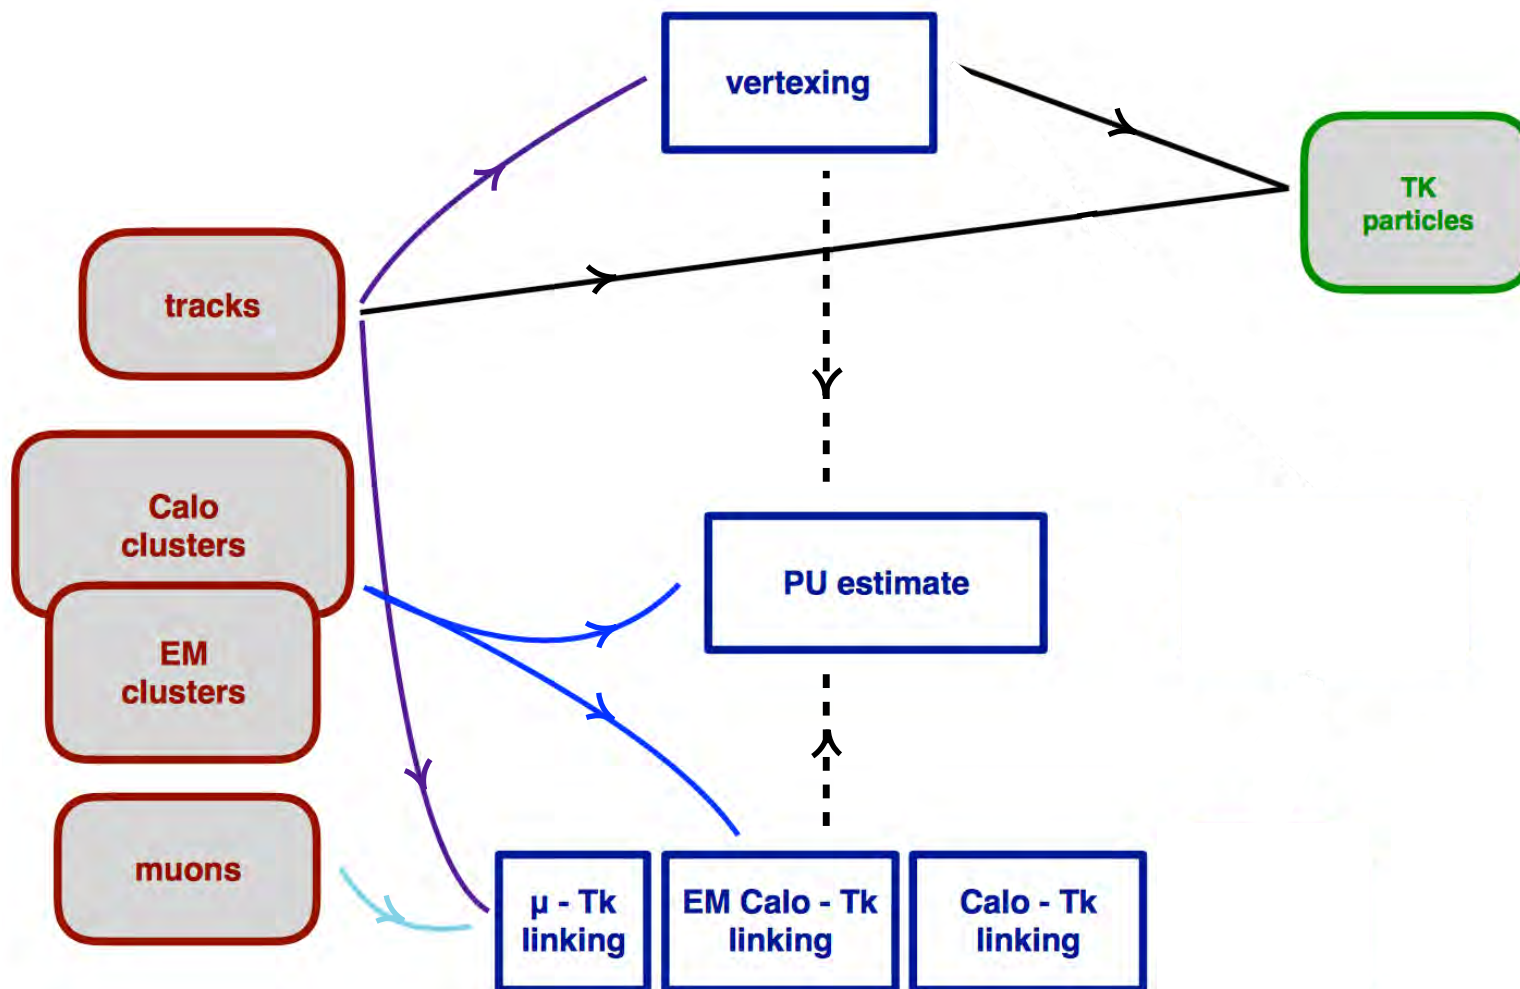 vertexing
TK
particles
tracks
Calo
clusters
PU estimate
EM
clusters
muons
μ - Tk
linking
EM Calo - Tk
linking
Calo - Tk
linking